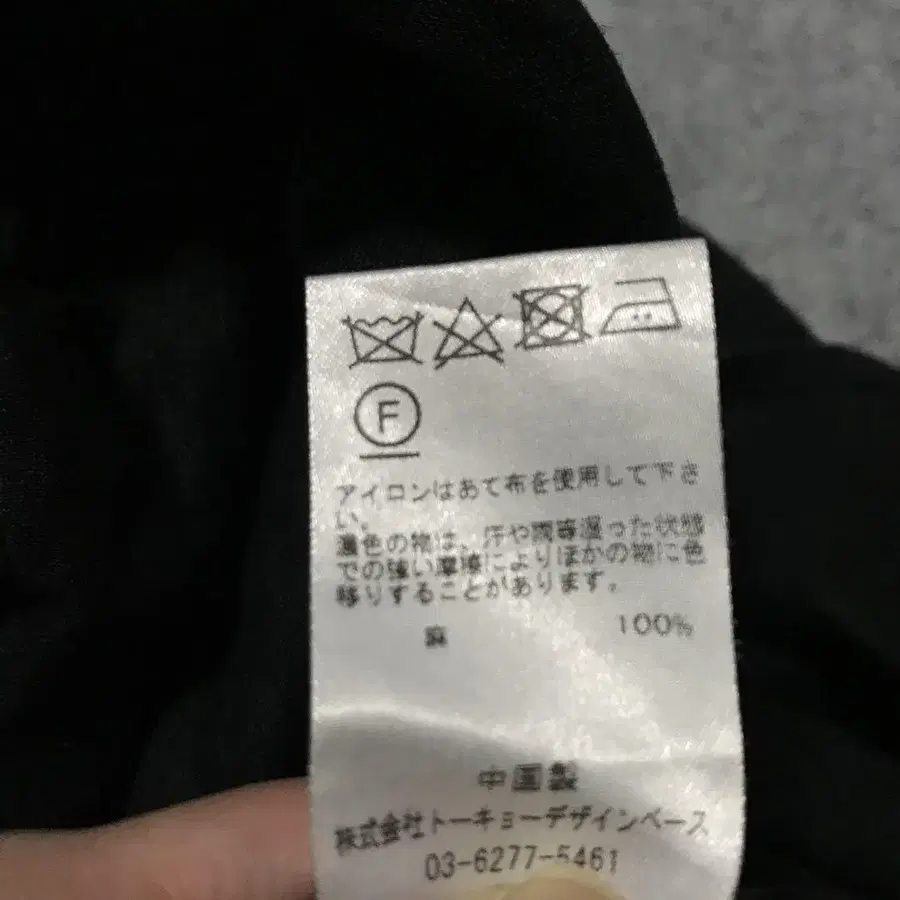 F
アイロンはあて布を使用して下さ
い。
濃色の物は、汗や雨等湿った状態
での強い摩擦によりほかの物に色
移りすることがあります。
麻 100%
中国製
株式会社トーキョーデザインベース
03-6277-5461